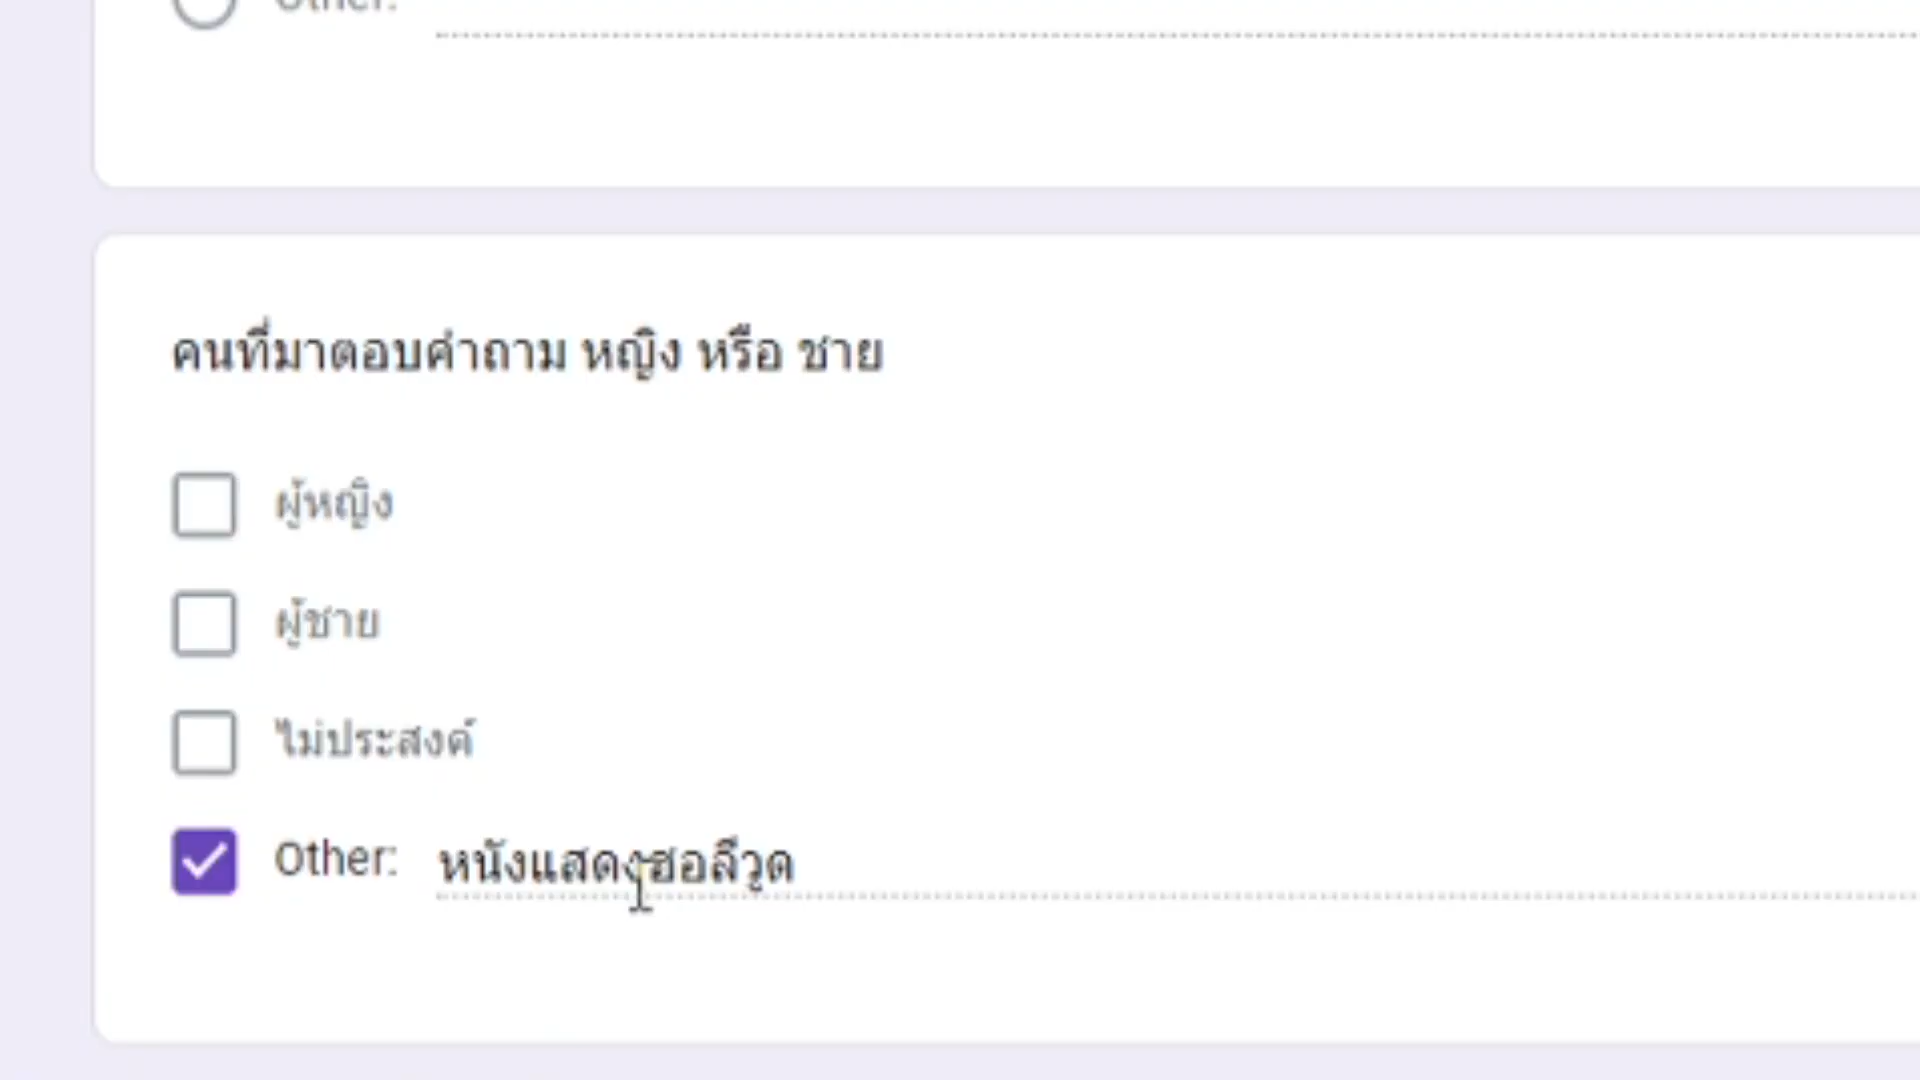 Other:
คนที่มาตอบคำถาม หญิง หรือ ชาย
ผู้หญิง
ผู้ชาย
ไม่ประสงค์
Other: หนังแสดงฮอลีวูด